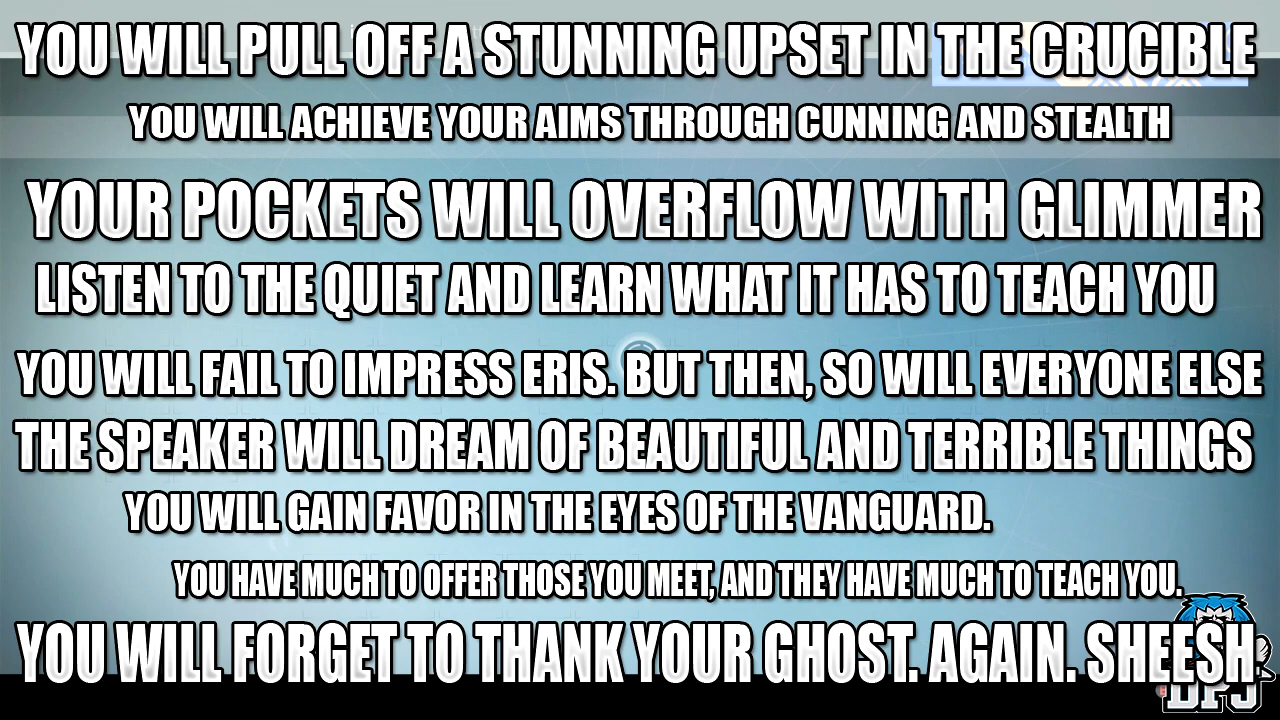 YOU WILL PULL OFF A STUNNING UPSET IN THE CRUCIBLE
YOU WILL ACHIEVE YOUR AIMS THROUGH CUNNING AND STEALTH
YOUR POCKETS WILL OVERFLOW WITH GLIMMER
LISTEN TO THE QUIET AND LEARN WHAT IT HAS TO TEACH YOU
YOU WILL FAIL TO IMPRESS ERIS. BUT THEN, SO WILL EVERYONE ELSE
THE SPEAKER WILL DREAM OF BEAUTIFUL AND TERRIBLE THINGS
YOU WILL GAIN FAVOR IN THE EYES OF THE VANGUARD.
YOU HAVE MUCH TO OFFER THOSE YOU MEET, AND THEY HAVE MUCH TO TEACH YOU.
YOU WILL FORGET TO THANK YOUR GHOST. AGAIN. SHEESH.